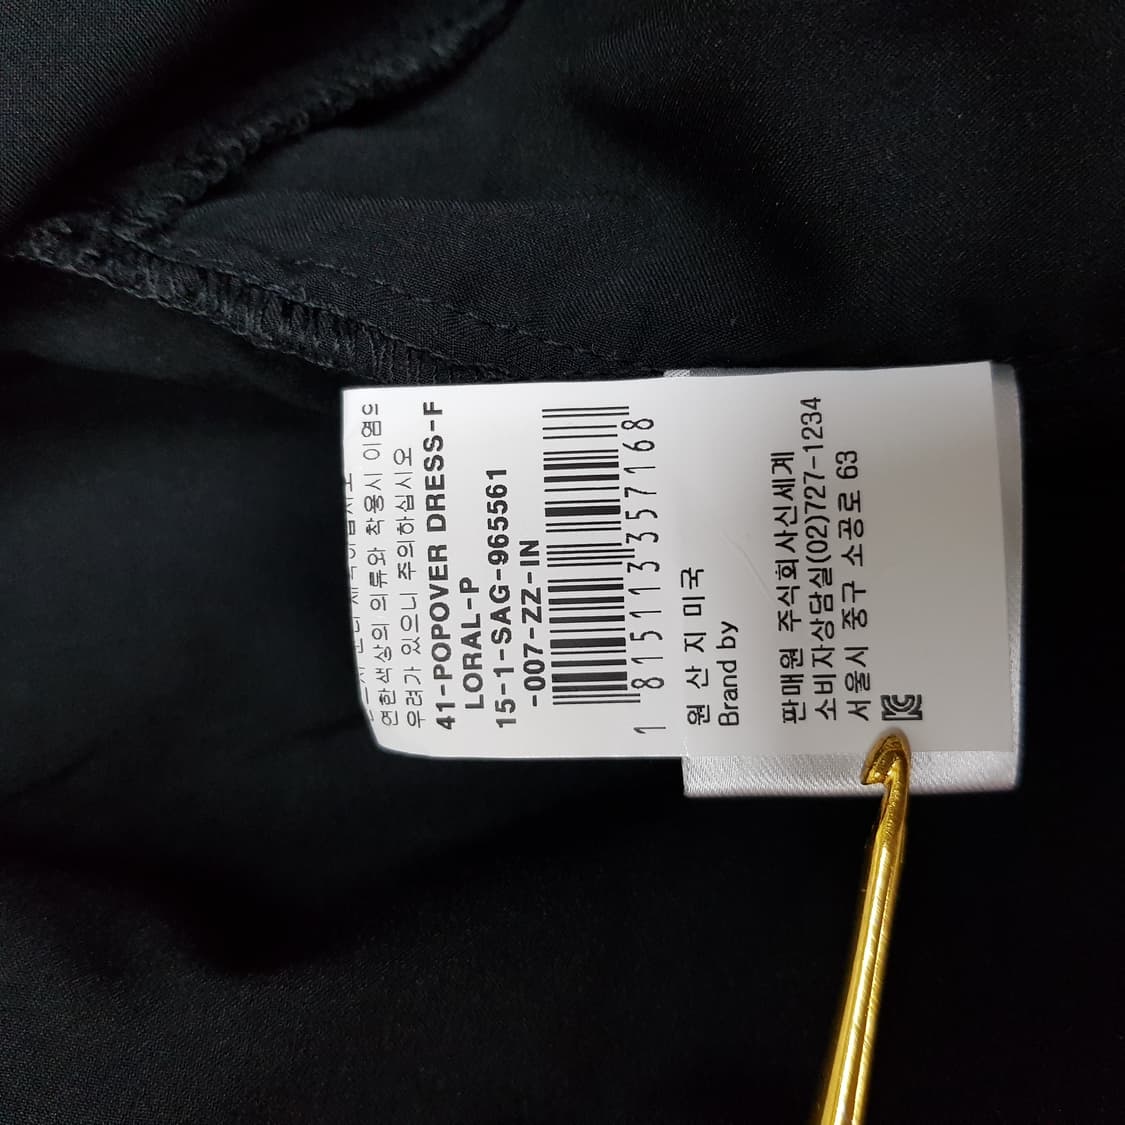 연한색상의 의류와 착용시 이염의
우려가 있으니 주의하십시오
41-POPOVER DRESS-F
LORAL-P
15-1-SAG-965561
-007-ZZ-IN
1 815113 357168
원 산 지 미국
Brand by
판매원 주식회사신세계
소비자상담실(02)727-1234
서울시 중구 소공로 63
KC